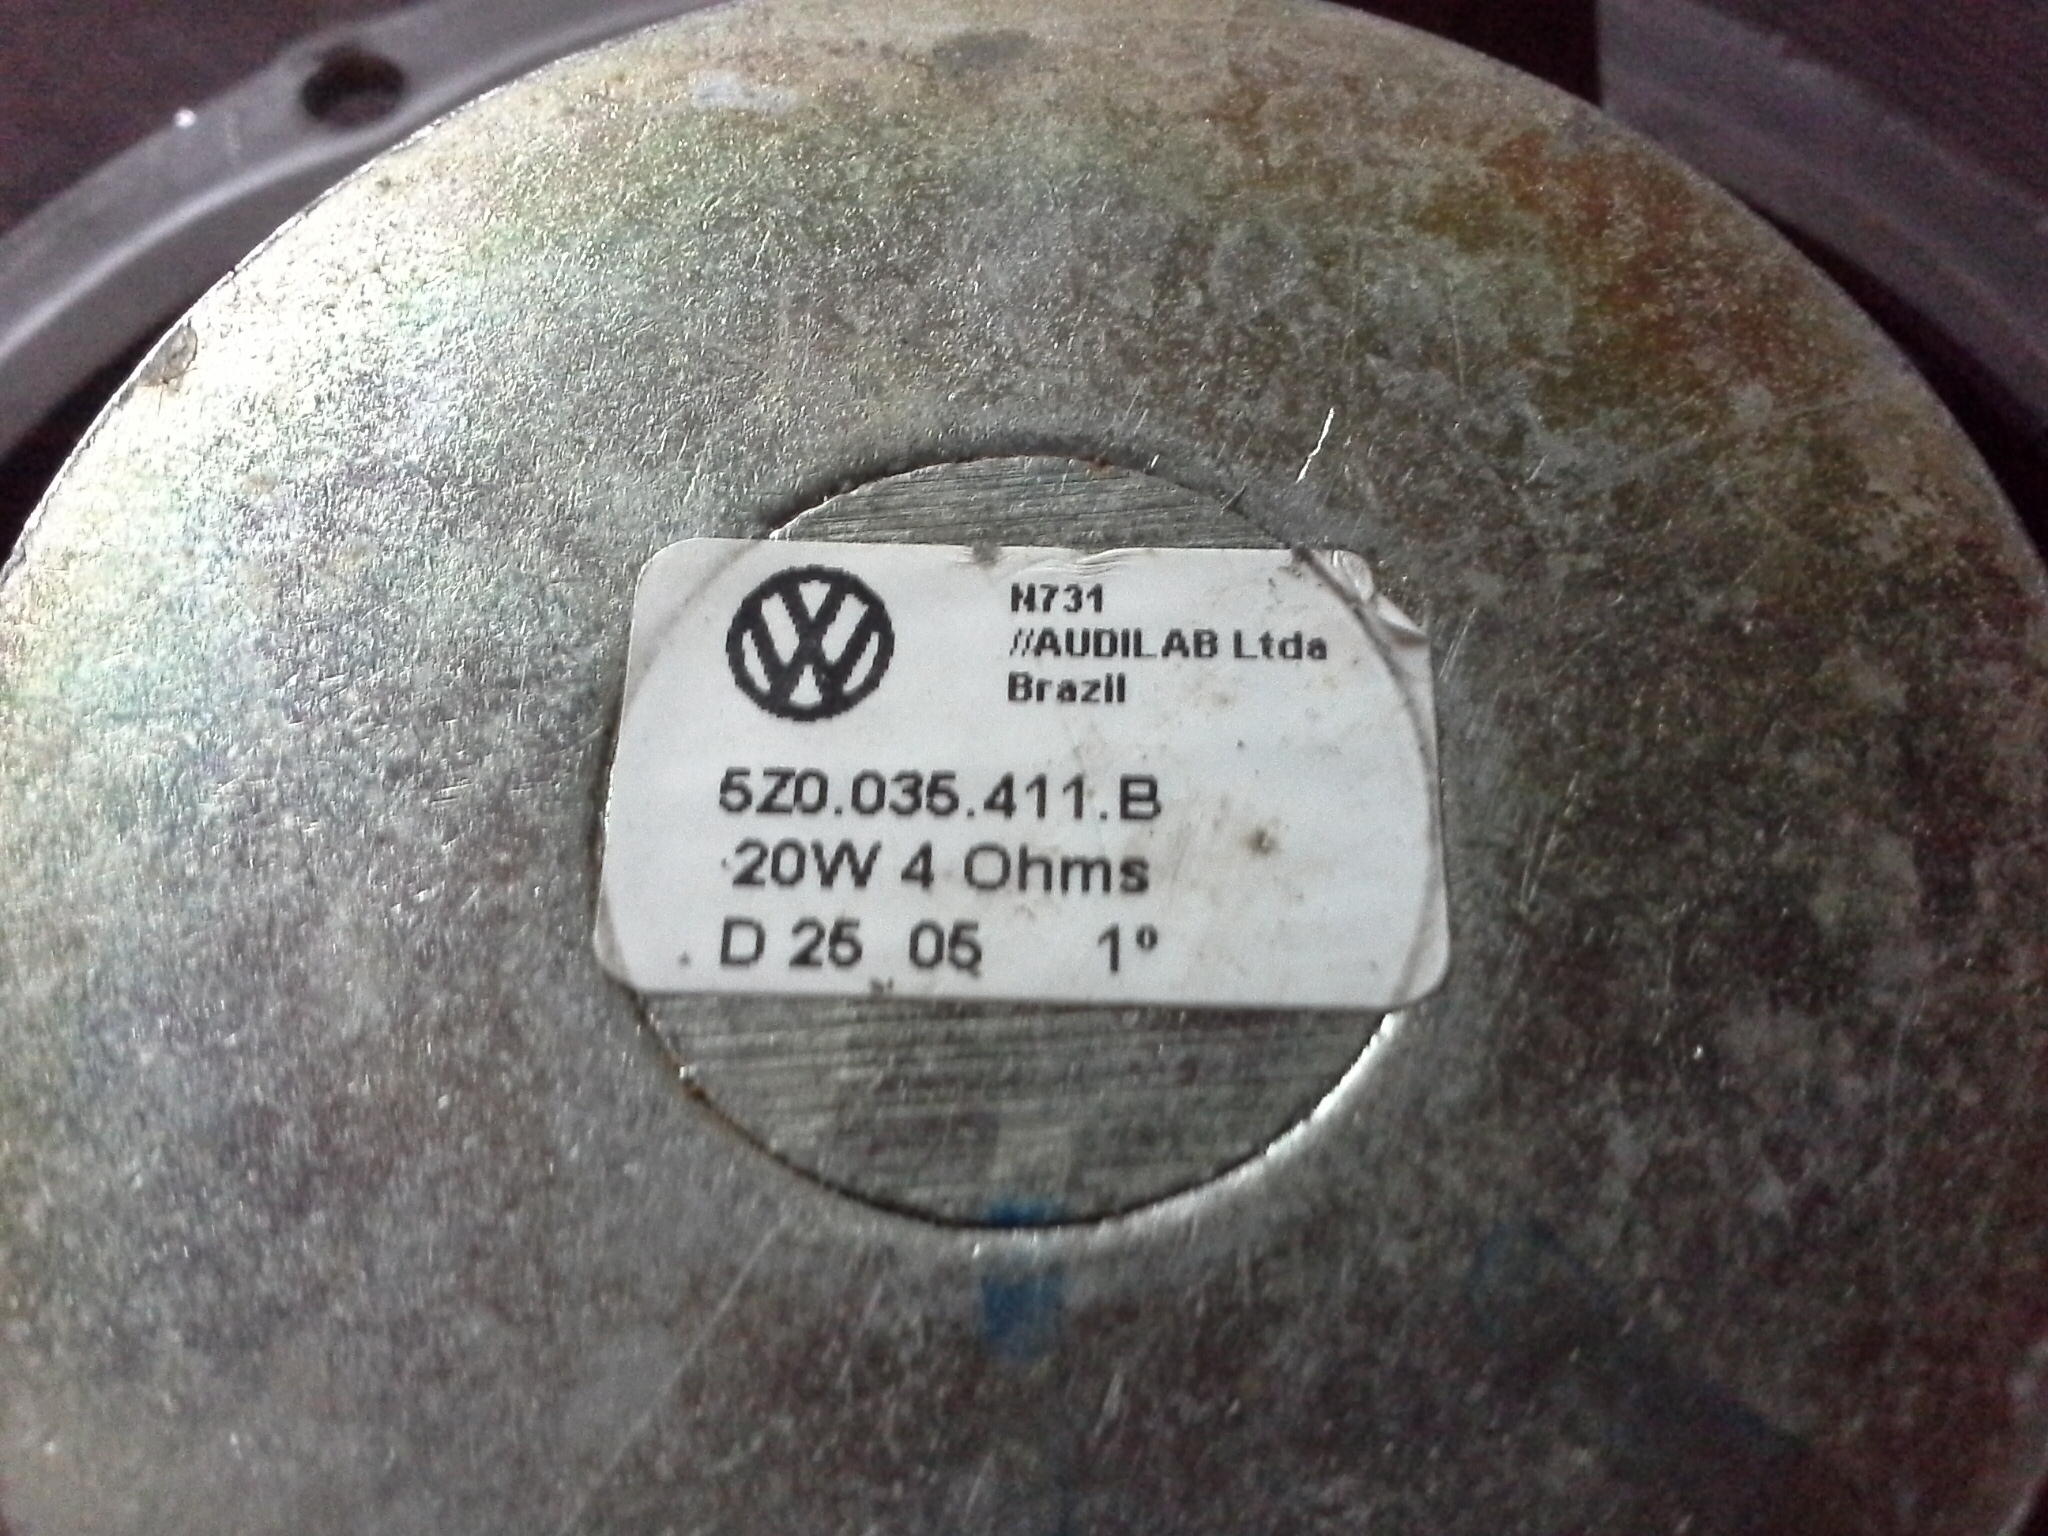 N731
//AUDILAB Ltda
Brazil
5Z0.035.411.B
20W 4 Ohms
D 25 05 1º